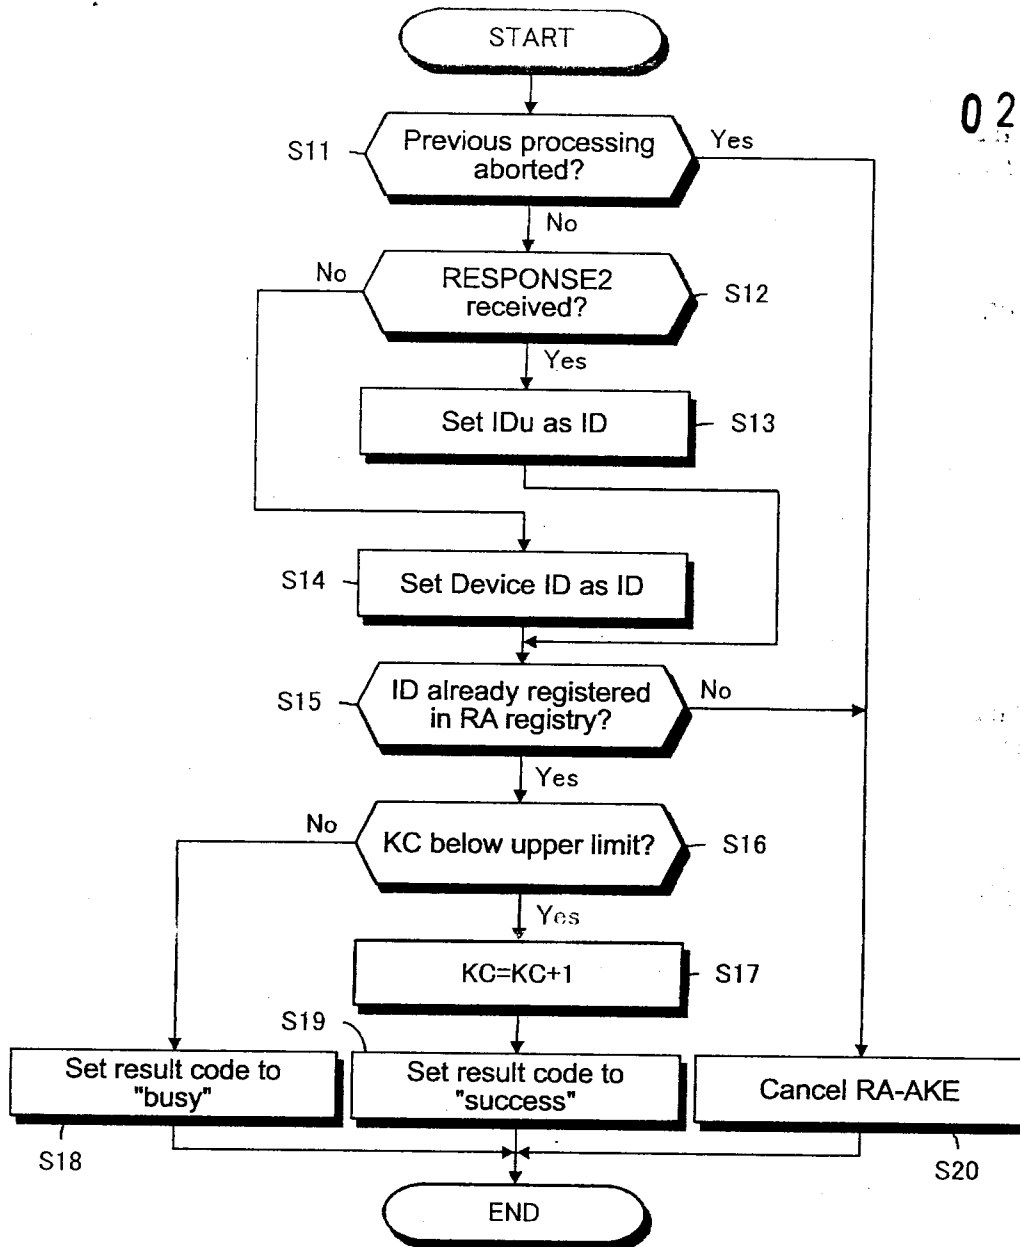 START
02
S11
Previous processing
aborted?
Yes
No
No
RESPONSE2
received?
S12
Yes
Set IDu as ID
S13
S14
Set Device ID as ID
S15
ID already registered
in RA registry?
No
Yes
No
KC below upper limit?
S16
Yes
KC=KC+1
S17
S19
Set result code to
"busy"
Set result code to
"success"
Cancel RA-AKE
S18
S20
END